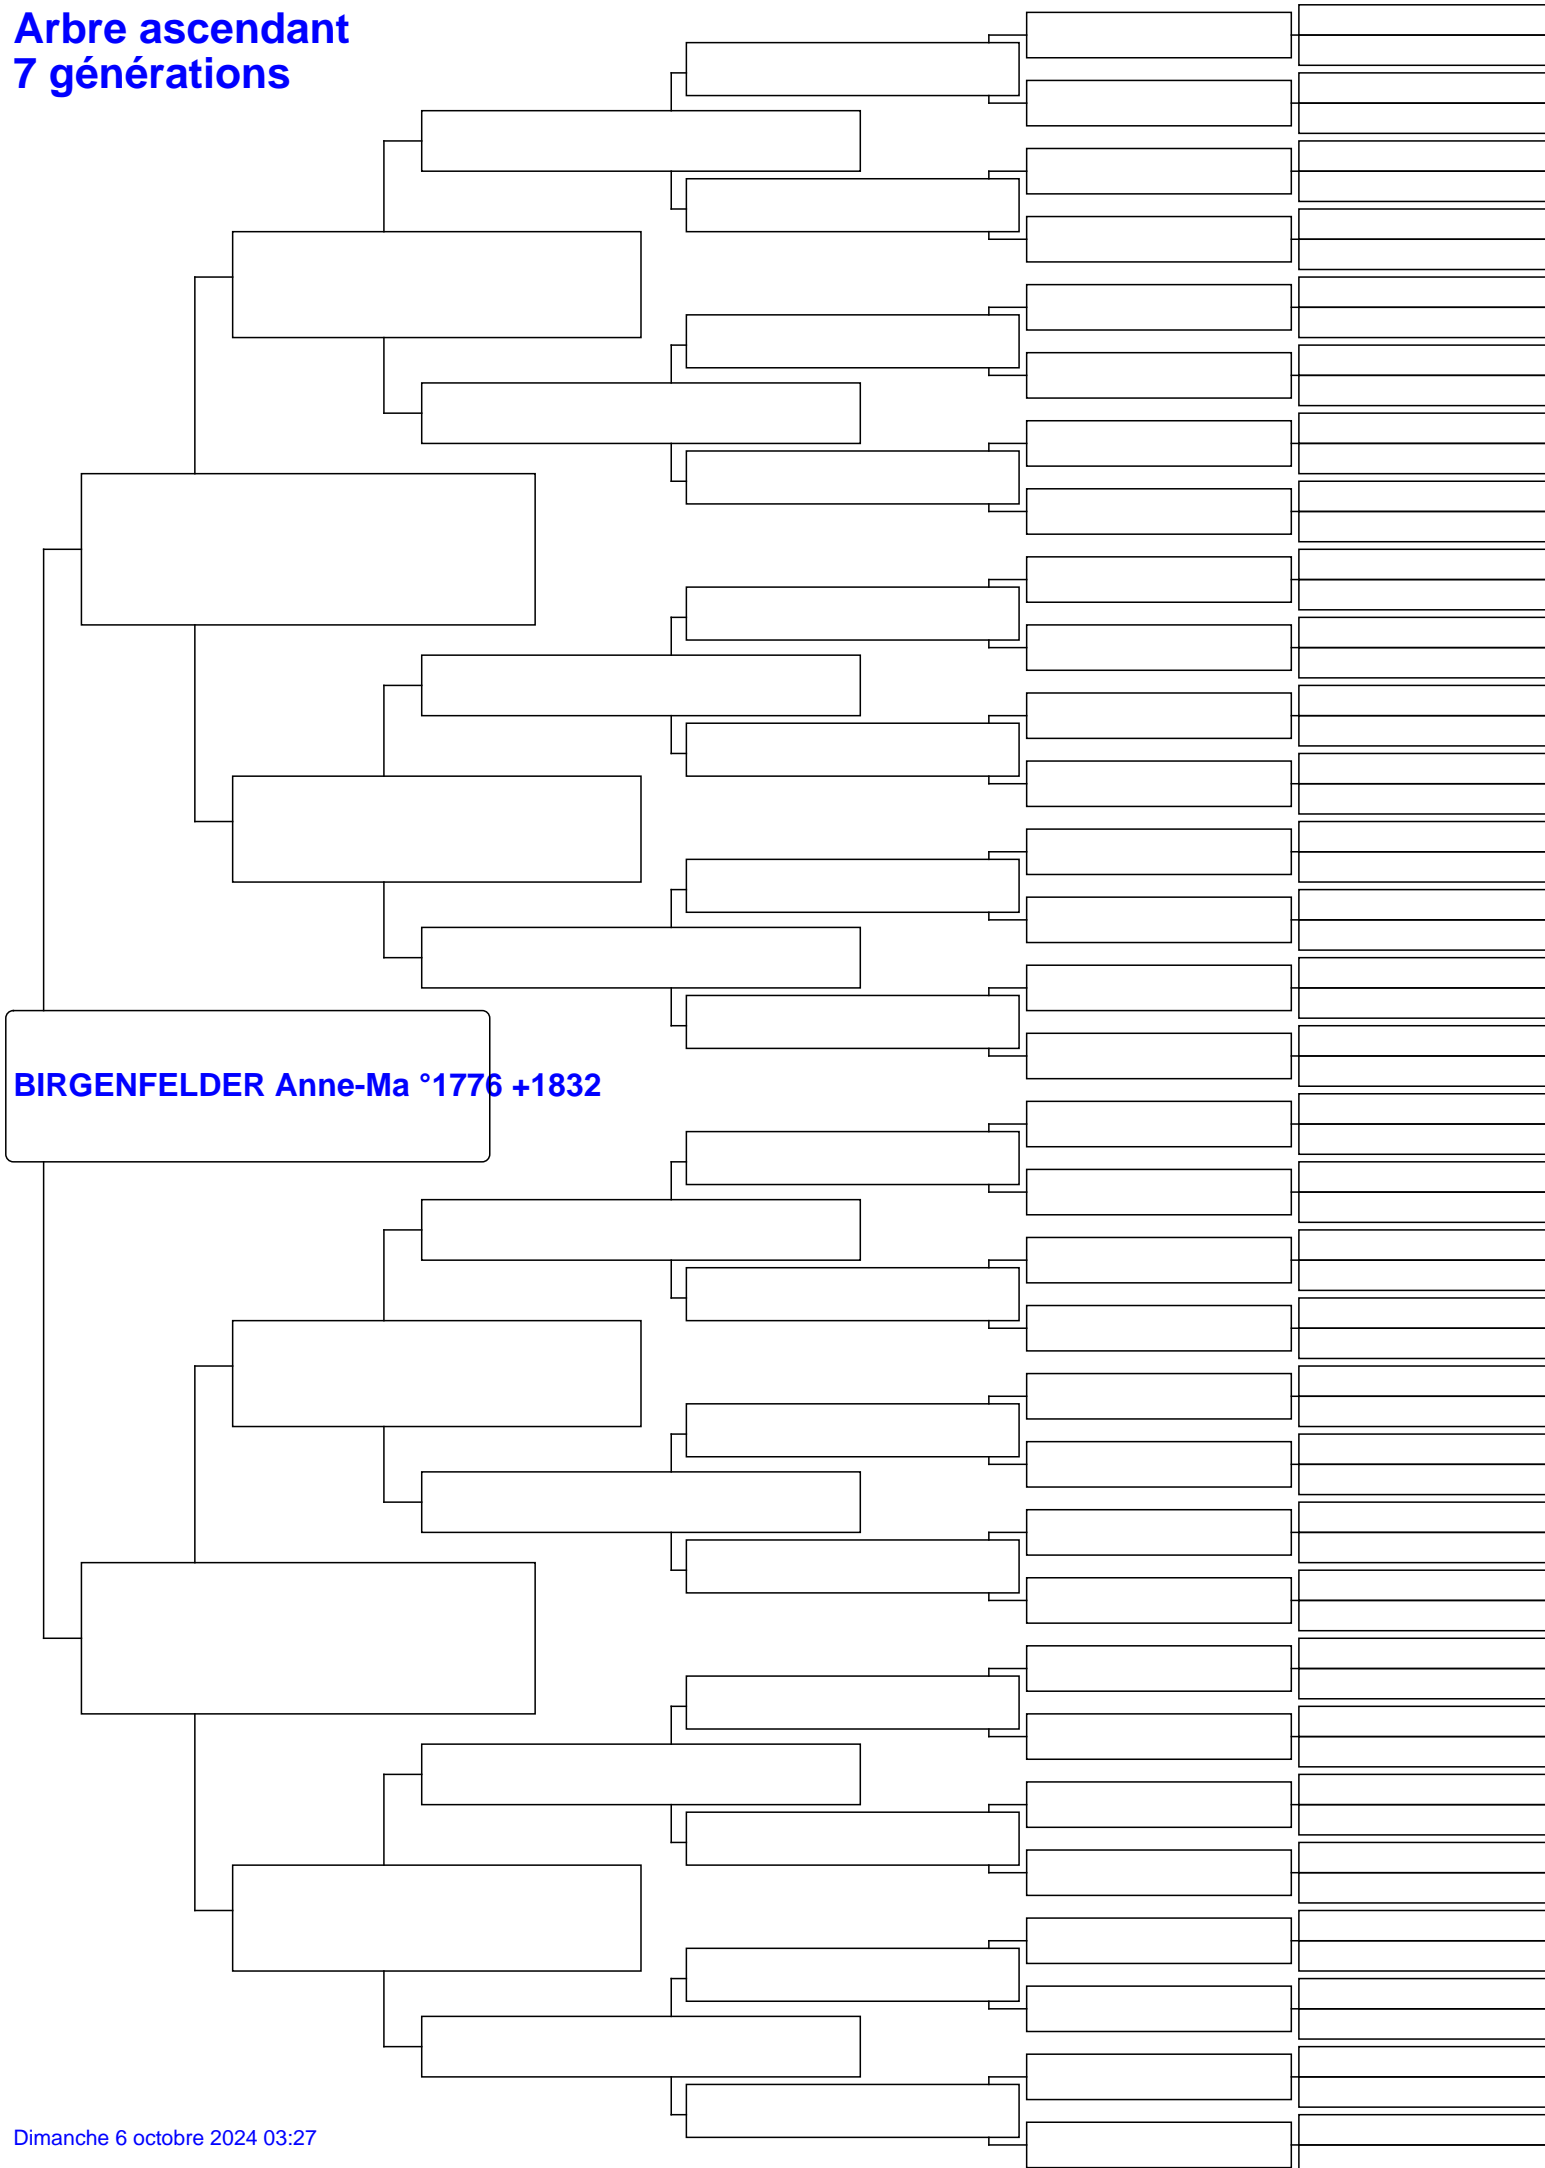 Arbre ascendant
7 générations
BIRGENFELDER Anne-Ma °1776 +1832
Dimanche 6 octobre 2024 03:27